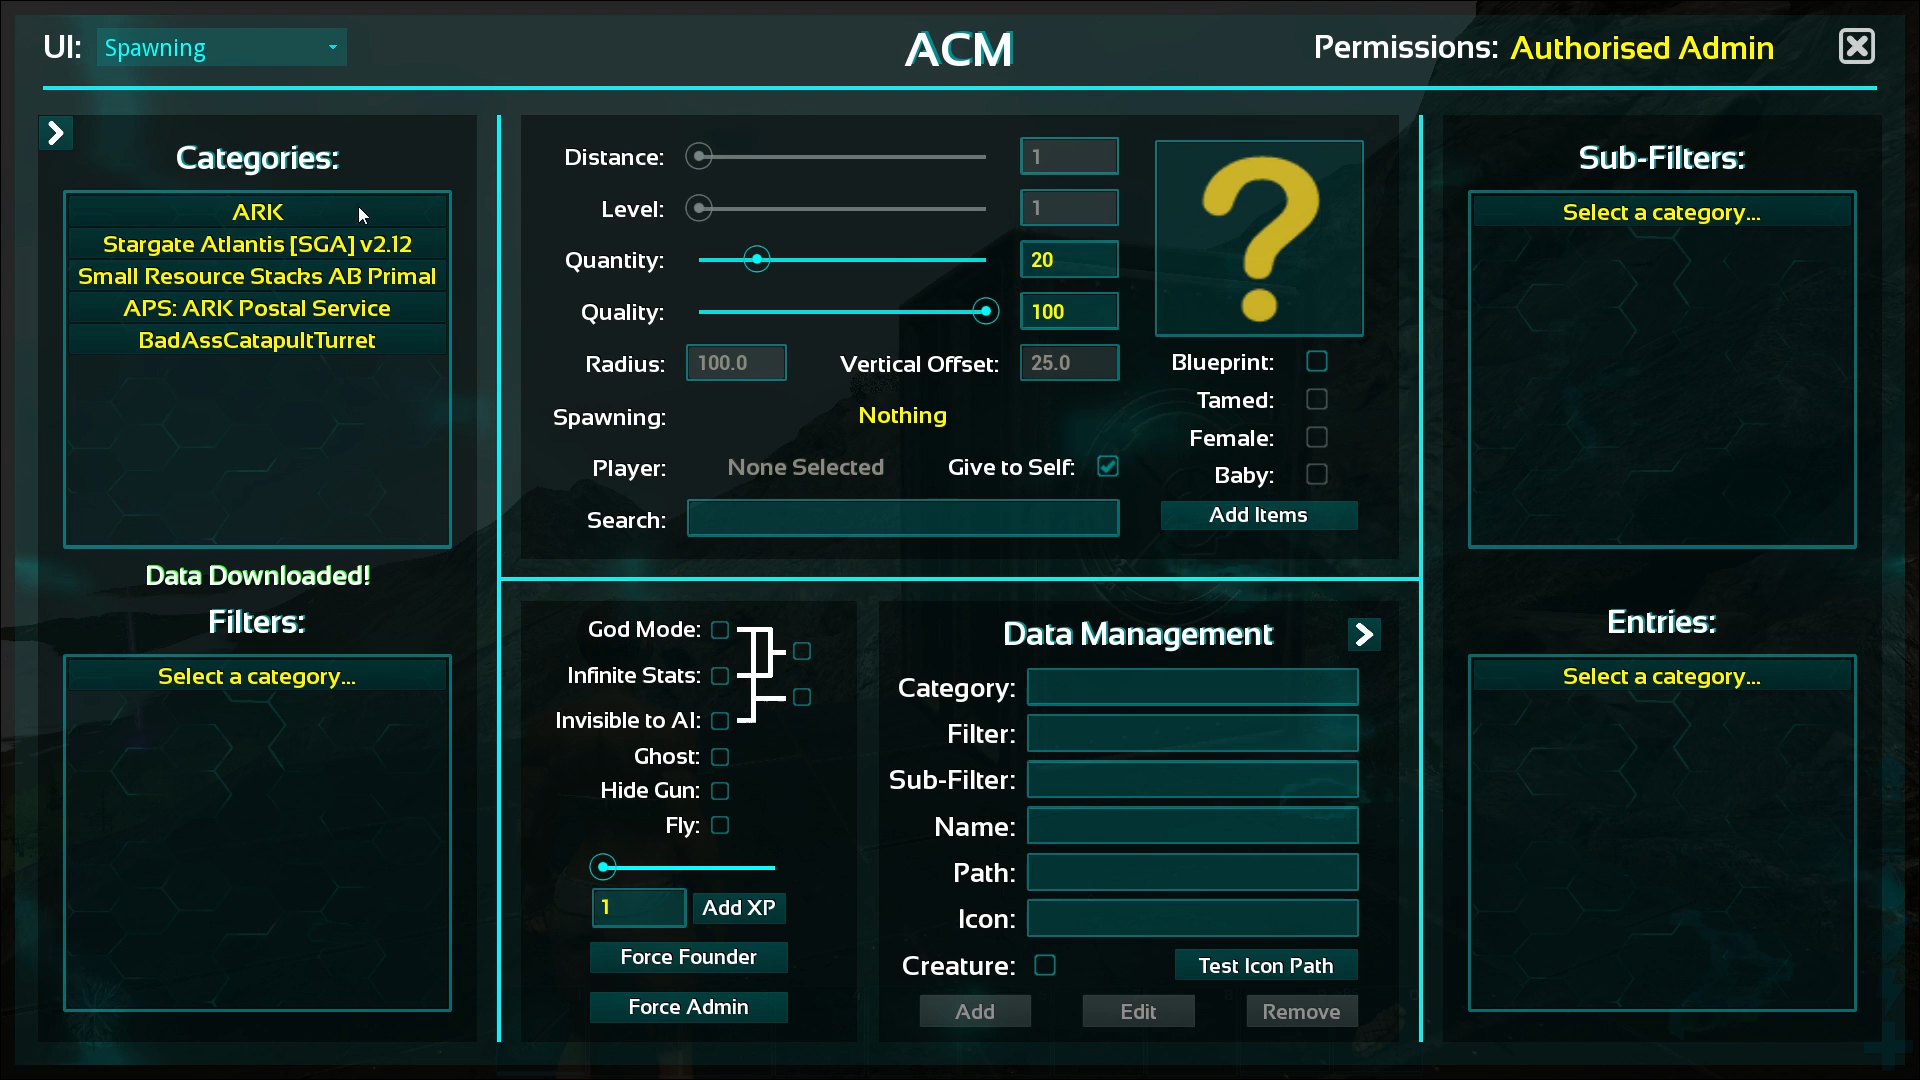 UI: Spawning
ACM
Permissions: Authorised Admin
Categories:
ARK
Stargate Atlantis [SGA] v2.12
Small Resource Stacks AB Primal
APS: ARK Postal Service
BadAssCatapultTurret
Data Downloaded!
Filters:
Select a category...
Distance: 1
Level: 1
Quantity: 20
Quality: 100
Radius: 100.0 Vertical Offset: 25.0
Spawning: Nothing
Player: None Selected Give to Self:
Search:
?
Blueprint:
Tamed:
Female:
Baby:
Add Items
God Mode:
Infinite Stats:
Invisible to AI:
Ghost:
Hide Gun:
Fly:
1 Add XP
Force Founder
Force Admin
Data Management
Category:
Filter:
Sub-Filter:
Name:
Path:
Icon:
Creature: Test Icon Path
Add Edit Remove
Sub-Filters:
Select a category...
Entries:
Select a category...